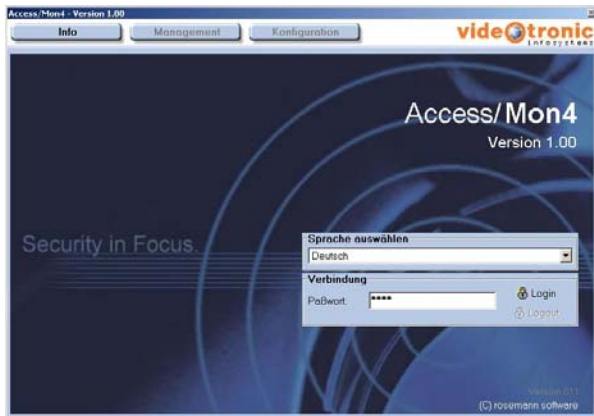 Access/Mon4 - Version 1.00
Info
Management
Konfiguration
videotronic
infosystems
Access/Mon4
Version 1.00
Security in Focus.
Sprache auswählen
Deutsch
Verbindung
Paßwort
****
Login
Logout
(C) rosemann software